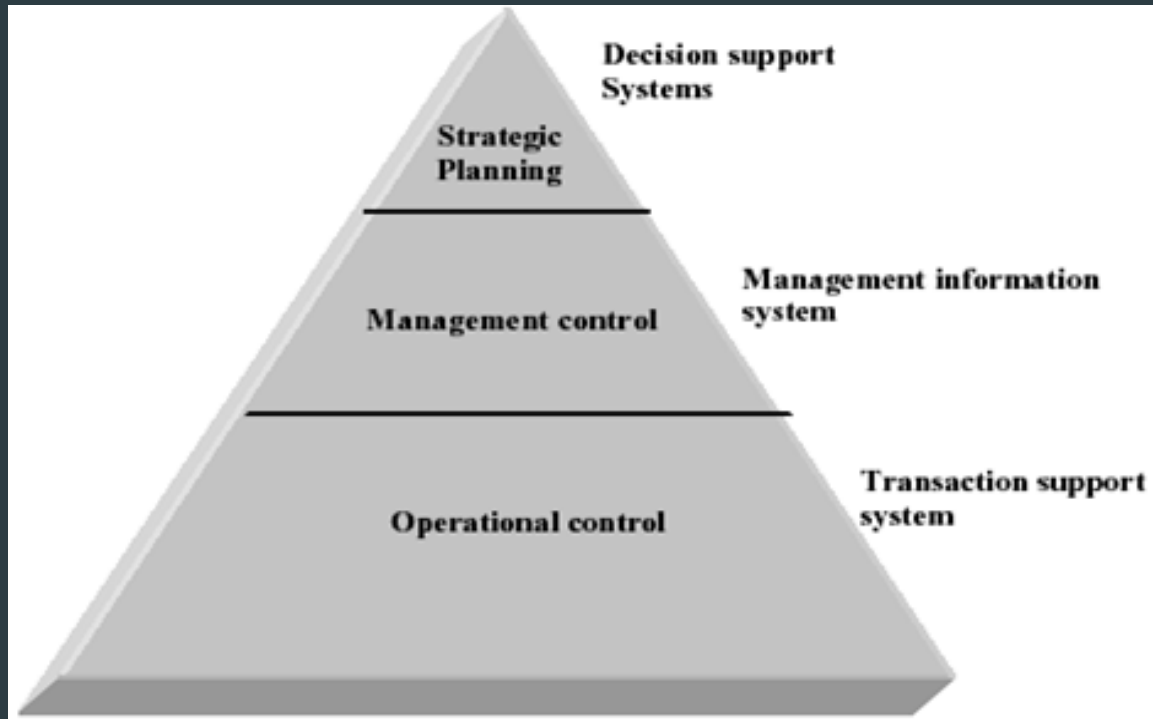 Decision support
Systems
Strategic
Planning
Management information
system
Management control
Transaction support
system
Operational control